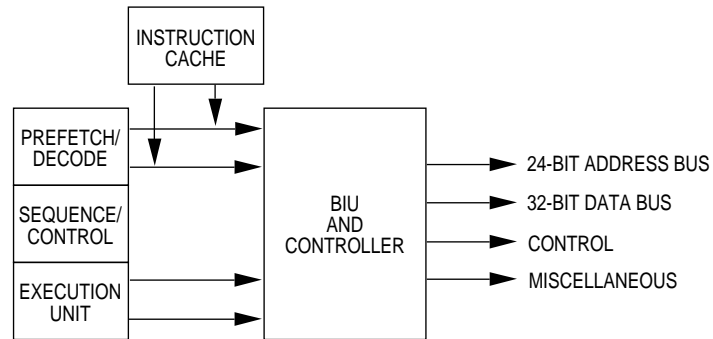 INSTRUCTION
CACHE
PREFETCH/
DECODE
SEQUENCE/
CONTROL
EXECUTION
UNIT
BIU
AND
CONTROLLER
24-BIT ADDRESS BUS
32-BIT DATA BUS
CONTROL
MISCELLANEOUS